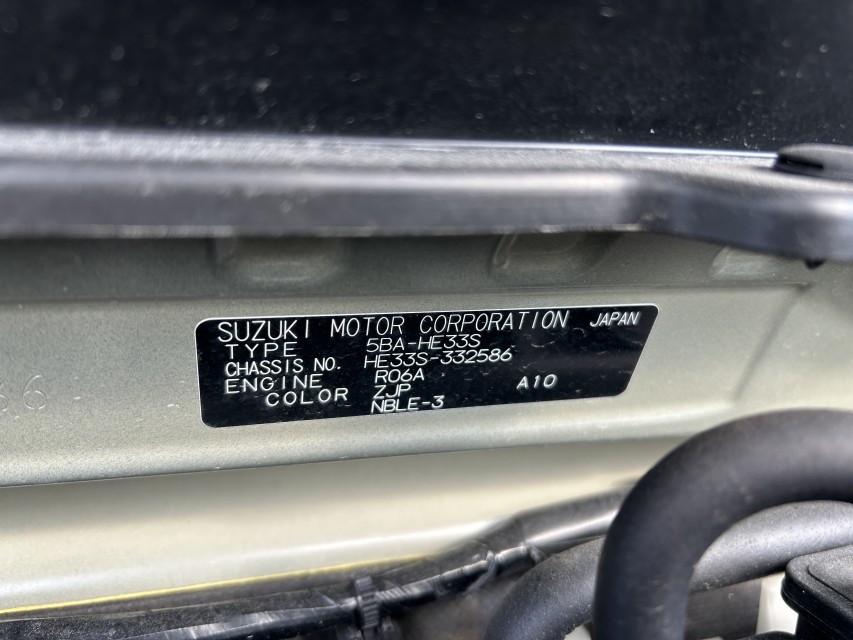 SUZUKI MOTOR CORPORATION JAPAN
TYPE 5BA-HE33S
CHASSIS NO. HE33S-332586
ENGINE R06A
COLOR ZJP A10
NBLE-3